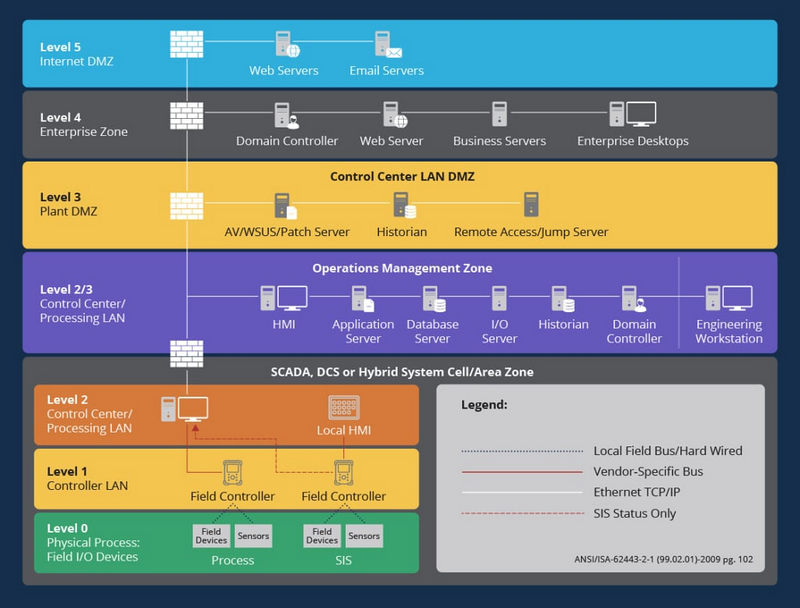 Level 5
Internet DMZ
Web Servers
Email Servers
Level 4
Enterprise Zone
Domain Controller
Web Server
Business Servers
Enterprise Desktops
Control Center LAN DMZ
Level 3
Plant DMZ
AV/WSUS/Patch Server
Historian
Remote Access/Jump Server
Operations Management Zone
Level 2/3
Control Center/
Processing LAN
HMI
Application
Server
Database
Server
I/O
Server
Historian
Domain
Controller
Engineering
Workstation
SCADA, DCS or Hybrid System Cell/Area Zone
Level 2
Control Center/
Processing LAN
Local HMI
Level 1
Controller LAN
Field Controller
Field Controller
Level 0
Physical Process:
Field I/O Devices
Field
Devices
Sensors
Process
Field
Devices
Sensors
SIS
Legend:
Local Field Bus/Hard Wired
Vendor-Specific Bus
Ethernet TCP/IP
SIS Status Only
ANSI/ISA-62443-2-1 (99.02.01)-2009 pg. 102